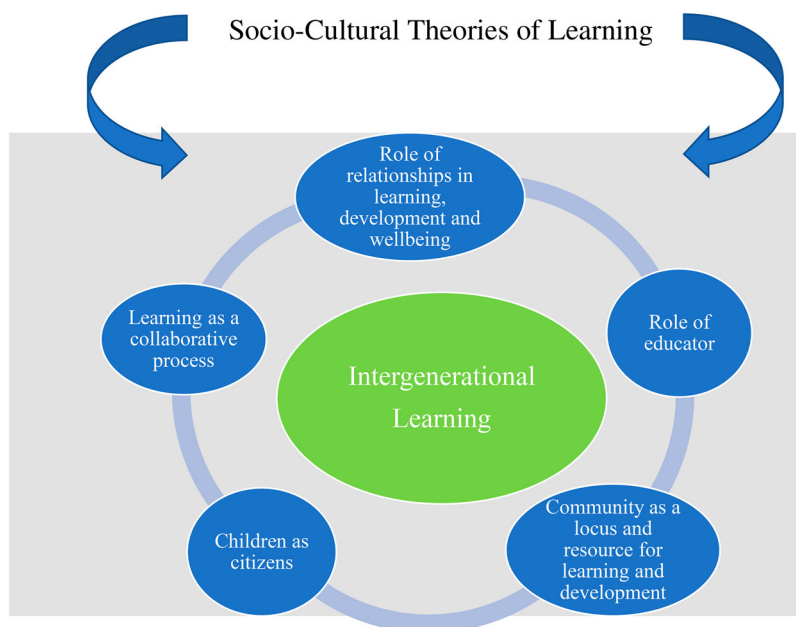 Socio-Cultural Theories of Learning
Role of
relationships in
learning,
development and
wellbeing
Learning as a
collaborative
process
Role of
educator
Intergenerational
Learning
Children as
citizens
Community as a
locus and
resource for
learning and
development